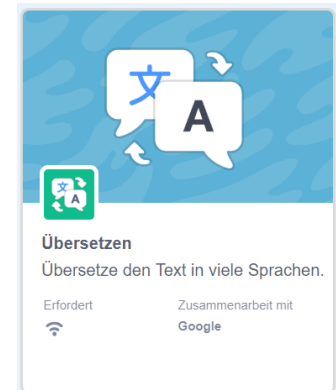 文
A
文
A
Übersetzen
Übersetze den Text in viele Sprachen.
Erfordert
Zusammenarbeit mit
Google